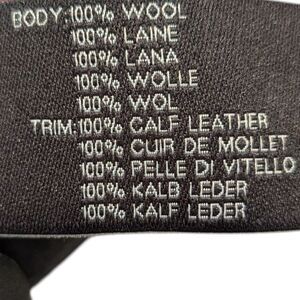 BODY:100% WOOL
100% LAINE
100% LANA
100% WOLLE
100% WOL
TRIM:100% CALF LEATHER
100% CUIR DE MOLLET
100% PELLE DI VITELLO
100% KALB LEDER
100% KALF LEDER